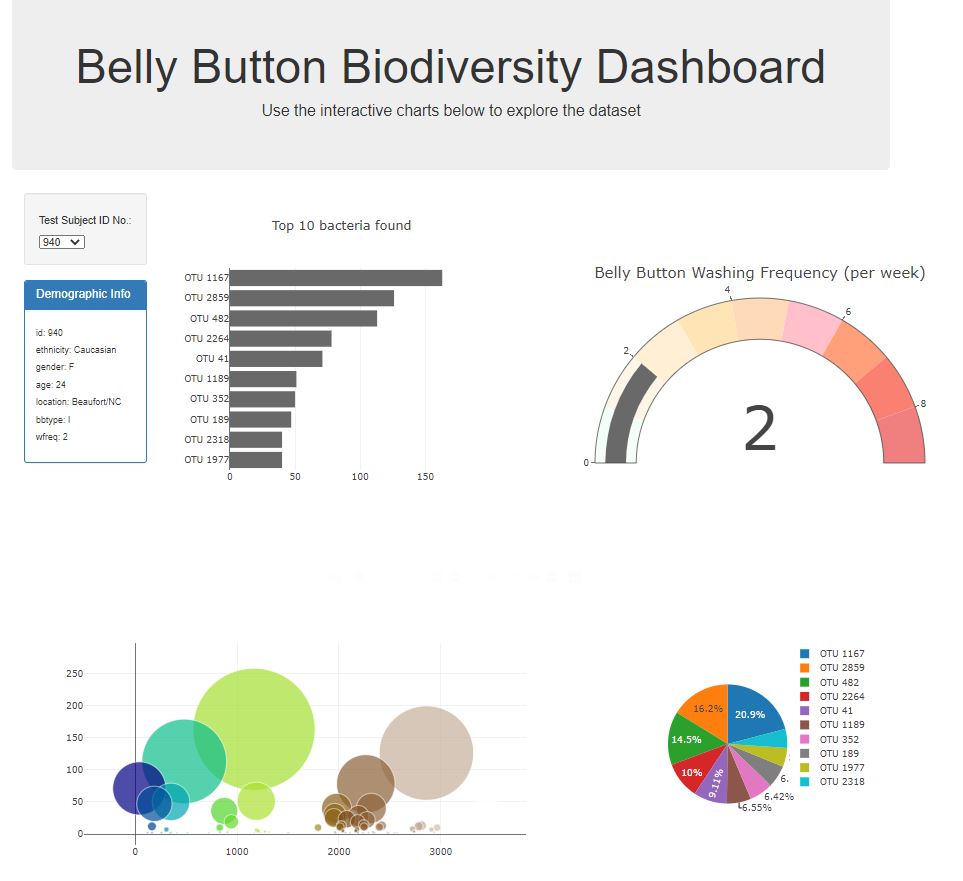 Belly Button Biodiversity Dashboard
Use the interactive charts below to explore the dataset
Test Subject ID No.:
940
Demographic Info
id: 940
ethnicity: Caucasian
gender: F
age: 24
location: Beaufort/NC
bbtype: I
wfreq: 2
Top 10 bacteria found
OTU 1167
OTU 2859
OTU 482
OTU 2264
OTU 41
OTU 1189
OTU 352
OTU 189
OTU 2318
OTU 1977
0 50 100 150
Belly Button Washing Frequency (per week)
0 2 4 6 8
2
250
200
150
100
50
0
0 1000 2000 3000
20.9%
16.2%
14.5%
10%
9.11%
6.55%
6.42%
6.
OTU 1167
OTU 2859
OTU 482
OTU 2264
OTU 41
OTU 1189
OTU 352
OTU 189
OTU 1977
OTU 2318